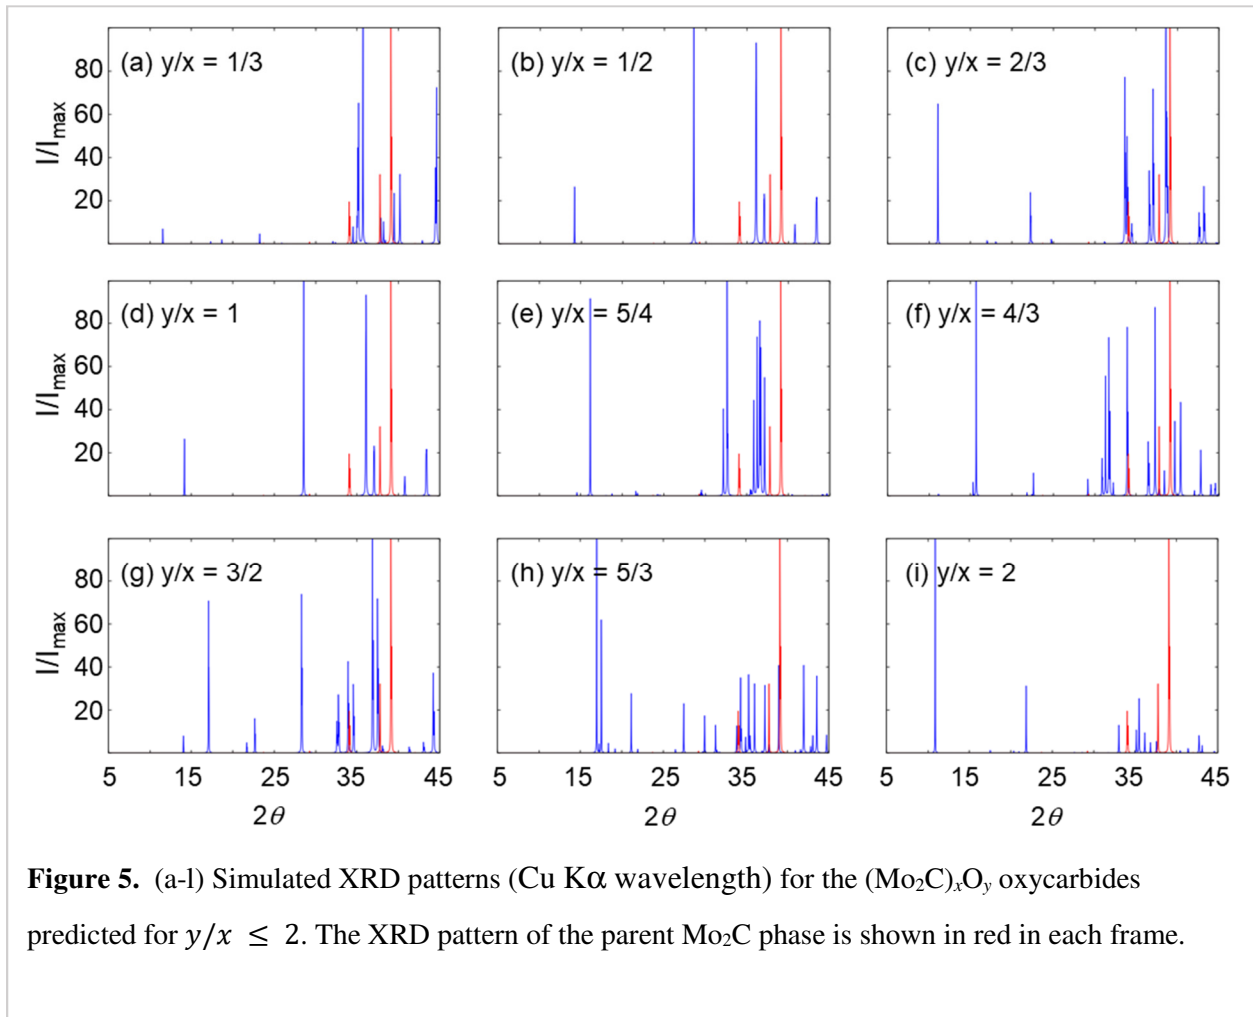 (a) y/x = 1/3
(b) y/x = 1/2
(c) y/x = 2/3
I/Imax
80
60
40
20
(d) y/x = 1
(e) y/x = 5/4
(f) y/x = 4/3
I/Imax
80
60
40
20
(g) y/x = 3/2
(h) y/x = 5/3
(i) y/x = 2
I/Imax
80
60
40
20
5 15 25 35 45
5 15 25 35 45
5 15 25 35 45
2θ
2θ
2θ
Figure 5. (a-l) Simulated XRD patterns (Cu Kα wavelength) for the (Mo₂C)ₓOᵧ oxycarbides
predicted for y/x ≤ 2. The XRD pattern of the parent Mo₂C phase is shown in red in each frame.